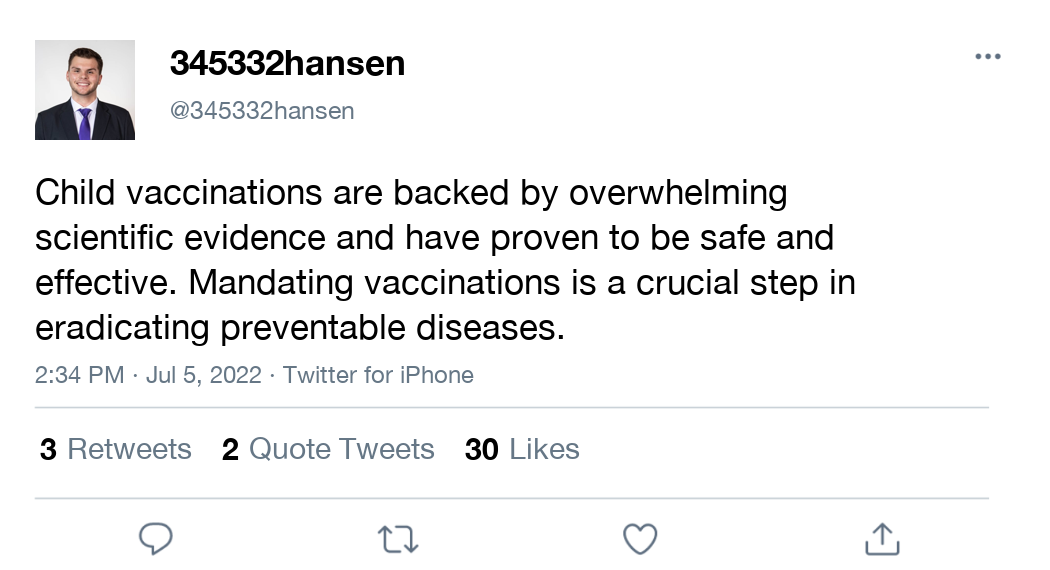 345332hansen
@345332hansen
Child vaccinations are backed by overwhelming
scientific evidence and have proven to be safe and
effective. Mandating vaccinations is a crucial step in
eradicating preventable diseases.
2:34 PM · Jul 5, 2022 · Twitter for iPhone
3 Retweets 2 Quote Tweets 30 Likes